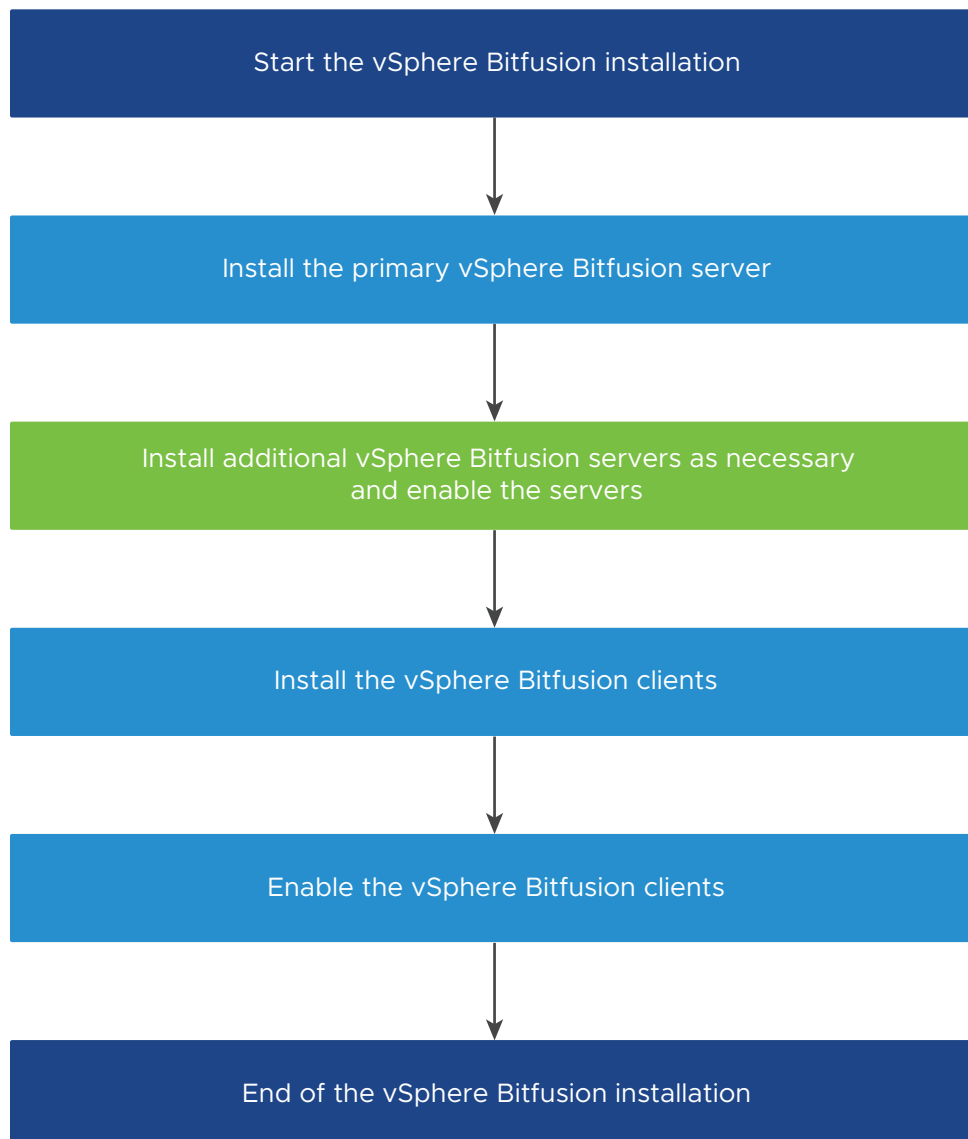 Start the vSphere Bitfusion installation
Install the primary vSphere Bitfusion server
Install additional vSphere Bitfusion servers as necessary
and enable the servers
Install the vSphere Bitfusion clients
Enable the vSphere Bitfusion clients
End of the vSphere Bitfusion installation